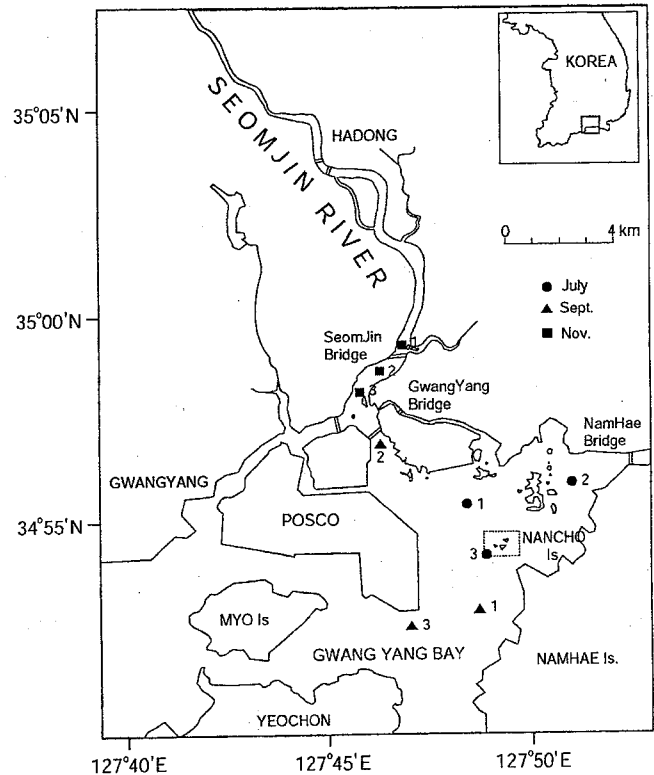 KOREA
35°05'N
HADONG
SEOMJIN RIVER
0 4 km
July
Sept.
Nov.
35°00'N
SeomJin
Bridge
1
2
3
GwangYang
Bridge
NamHae
Bridge
2
GWANGYANG
2
1
POSCO
34°55'N
NANCHO
Is.
3
MYO Is
1
3
GWANG YANG BAY
NAMHAE Is.
YEOCHON
127°40'E
127°45'E
127°50'E